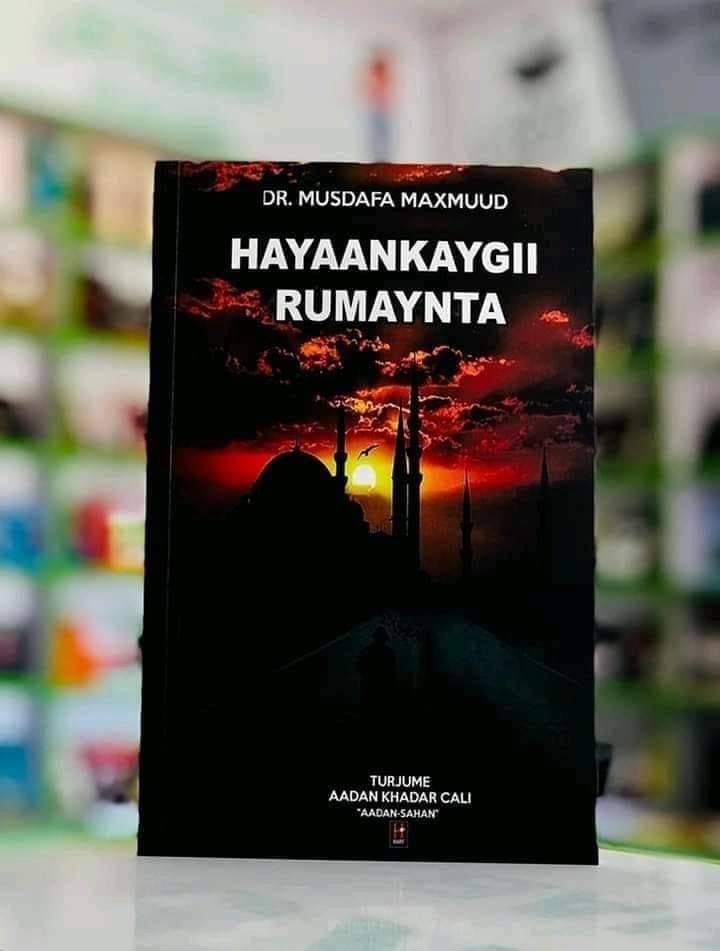 DR. MUSDAFA MAXMUUD
HAYAANKAYGII
RUMAYNTA
TURJUME
AADAN KHADAR CALI
"AADAN-SAHAN"